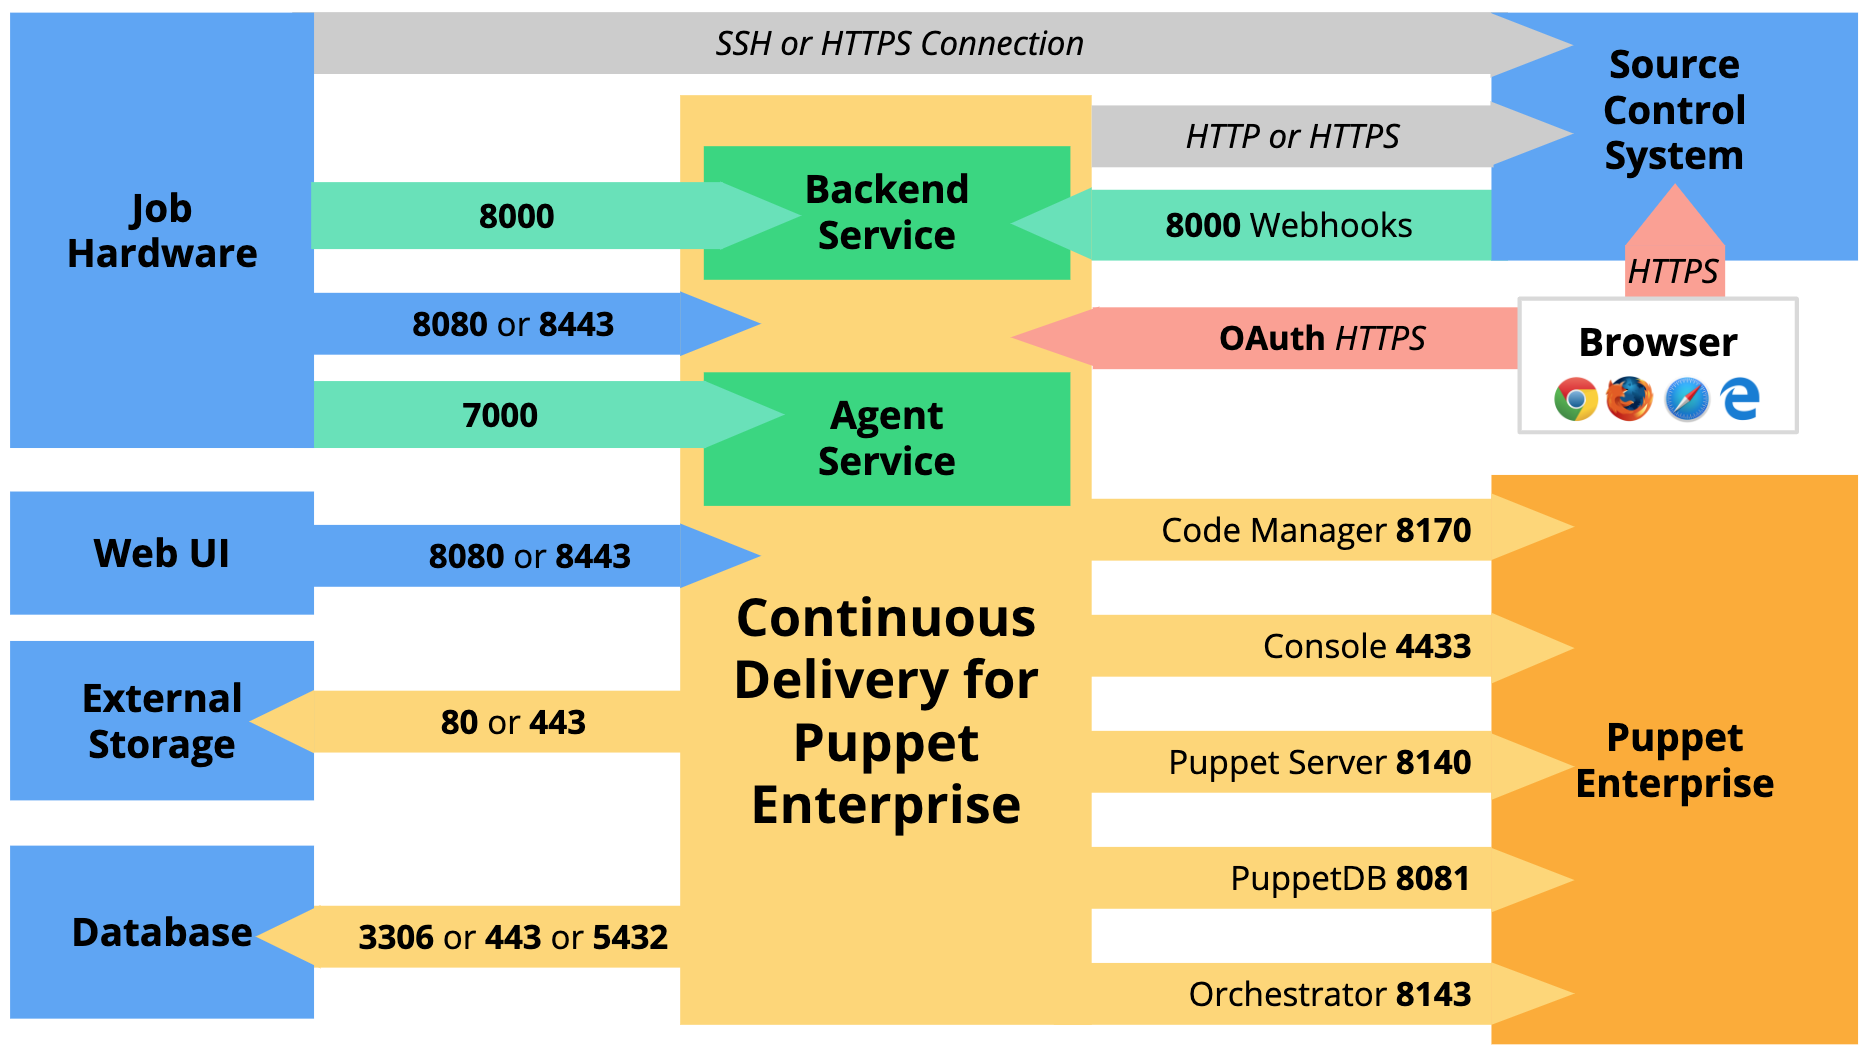 SSH or HTTPS Connection
Source
Control
System
HTTP or HTTPS
Job
Hardware
8000
Backend
Service
8000 Webhooks
HTTPS
8080 or 8443
OAuth HTTPS
Browser
7000
Agent
Service
Web UI
8080 or 8443
Code Manager 8170
Continuous
Delivery for
Puppet
Enterprise
Console 4433
External
Storage
80 or 443
Puppet Server 8140
Puppet
Enterprise
PuppetDB 8081
Database
3306 or 443 or 5432
Orchestrator 8143